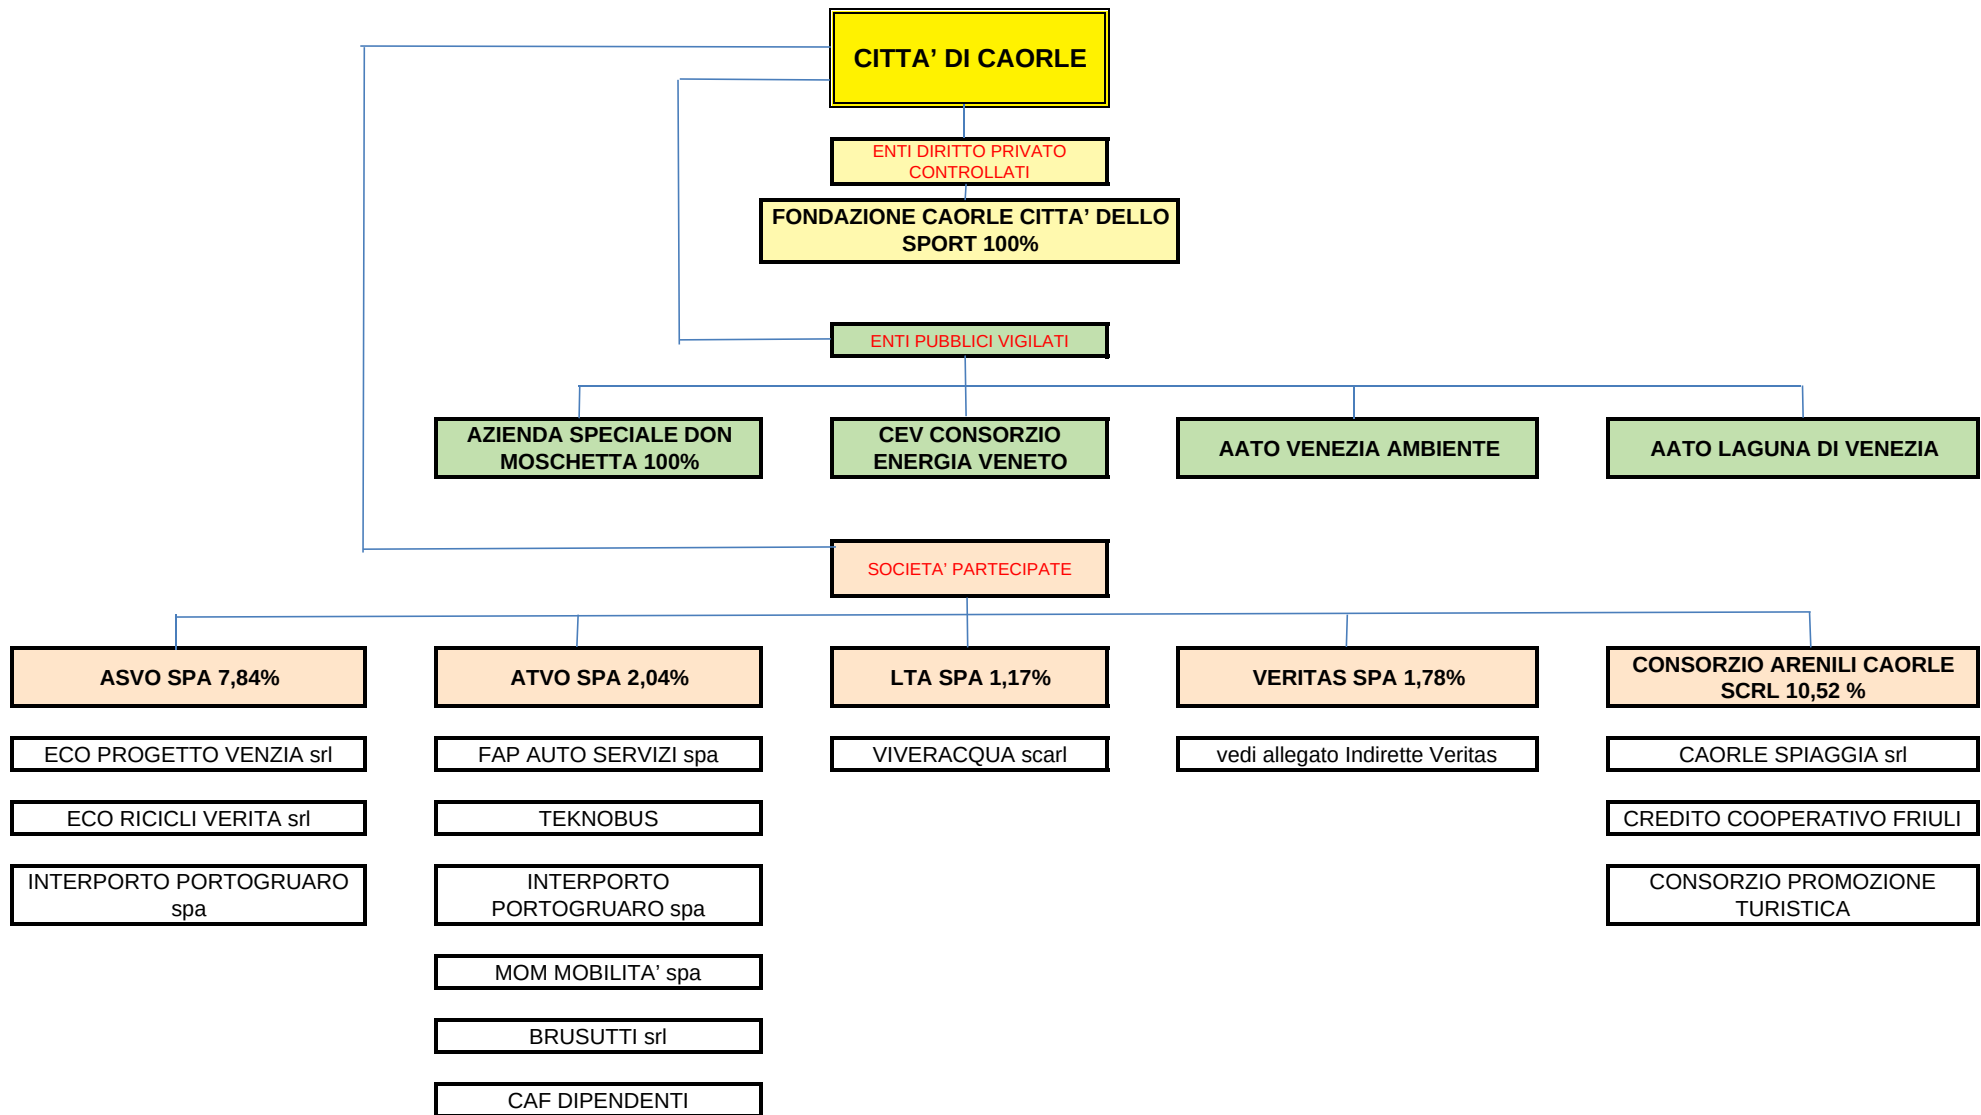 CITTA’ DI CAORLE
ENTI DIRITTO PRIVATO
CONTROLLATI
FONDAZIONE CAORLE CITTA’ DELLO
SPORT 100%
ENTI PUBBLICI VIGILATI
AZIENDA SPECIALE DON
MOSCHETTA 100%
CEV CONSORZIO
ENERGIA VENETO
AATO VENEZIA AMBIENTE
AATO LAGUNA DI VENEZIA
SOCIETA’ PARTECIPATE
ASVO SPA 7,84%
ATVO SPA 2,04%
LTA SPA 1,17%
VERITAS SPA 1,78%
CONSORZIO ARENILI CAORLE
SCRL 10,52 %
ECO PROGETTO VENZIA srl
FAP AUTO SERVIZI spa
VIVERACQUA scarl
vedi allegato Indirette Veritas
CAORLE SPIAGGIA srl
ECO RICICLI VERITA srl
TEKNOBUS
CREDITO COOPERATIVO FRIULI
INTERPORTO PORTOGRUARO
spa
INTERPORTO
PORTOGRUARO spa
CONSORZIO PROMOZIONE
TURISTICA
MOM MOBILITA’ spa
BRUSUTTI srl
CAF DIPENDENTI